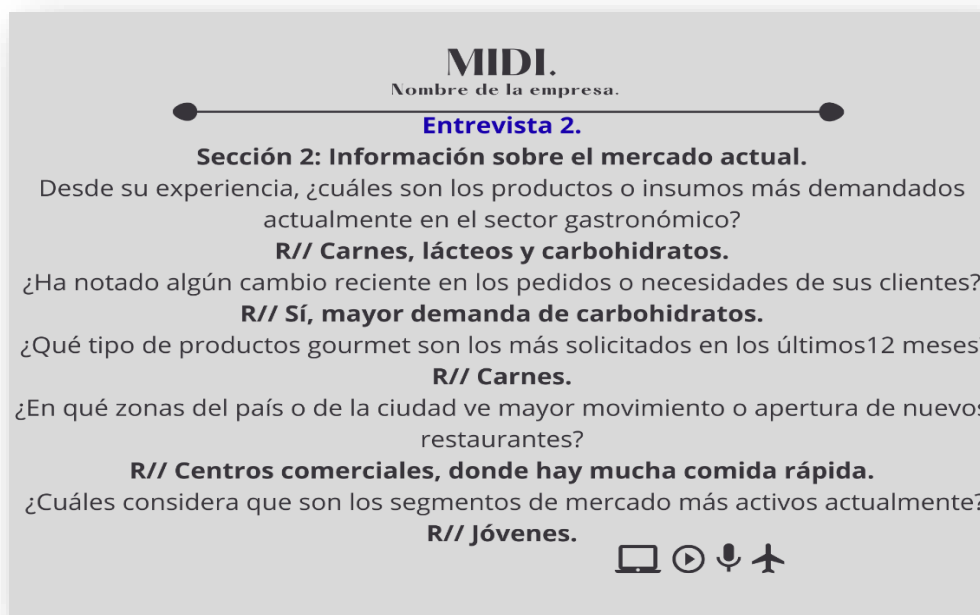 MIDI.
Nombre de la empresa.
Entrevista 2.
Sección 2: Información sobre el mercado actual.
Desde su experiencia, ¿cuáles son los productos o insumos más demandados
actualmente en el sector gastronómico?
R// Carnes, lácteos y carbohidratos.
¿Ha notado algún cambio reciente en los pedidos o necesidades de sus clientes?
R// Sí, mayor demanda de carbohidratos.
¿Qué tipo de productos gourmet son los más solicitados en los últimos12 meses
R// Carnes.
¿En qué zonas del país o de la ciudad ve mayor movimiento o apertura de nuevos
restaurantes?
R// Centros comerciales, donde hay mucha comida rápida.
¿Cuáles considera que son los segmentos de mercado más activos actualmente?
R// Jóvenes.